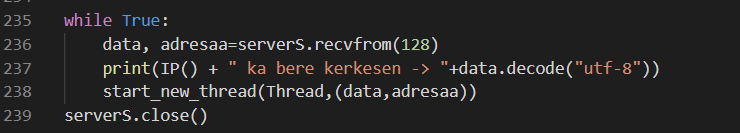 235 while True:
236 data, adresaa=serverS.recvfrom(128)
237 print(IP() + " ka bere kerkesen -> "+data.decode("utf-8"))
238 start_new_thread(Thread,(data,adresaa))
239 serverS.close()